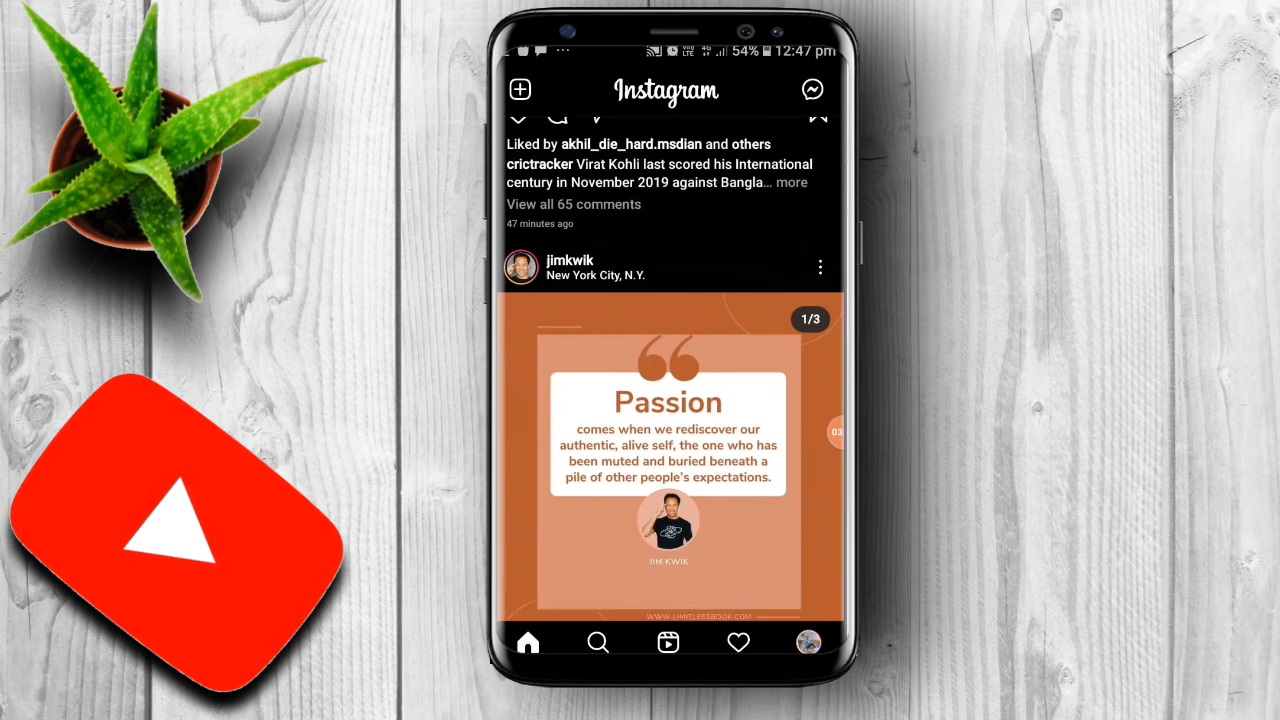 54% 12:47 pm
Instagram
Liked by akhil_die_hard.msdian and others
crictracker Virat Kohli last scored his International
century in November 2019 against Bangla... more
View all 65 comments
47 minutes ago
jimkwik
New York City, N.Y.
1/3
Passion
comes when we rediscover our
authentic, alive self, the one who has
been muted and buried beneath a
pile of other people's expectations.
03
JIM KWIK
WWW.LIMITLESSBOOK.COM